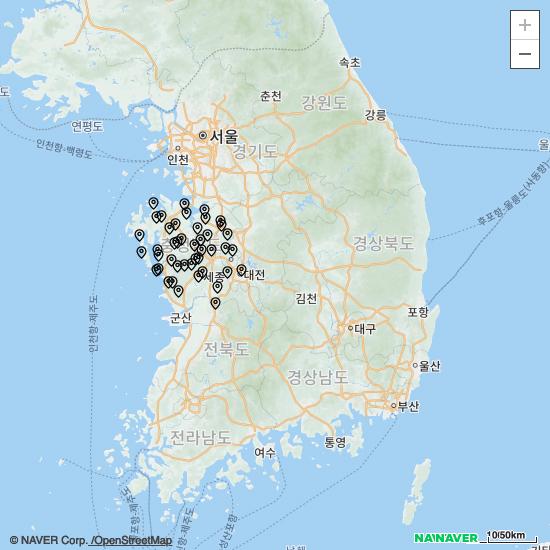 +
−
속초
춘천
강원도
강릉
도
연평도
서울
인천
경기도
인천항-백령도
울
후포항-울릉도(사동항)
경상북도
세종
대전
김천
포항
인천항-제주도
군산
대구
전북도
울산
경상남도
부산
전라남도
여수
통영
© NAVER Corp. /OpenStreetMap
NAVER
10/50km